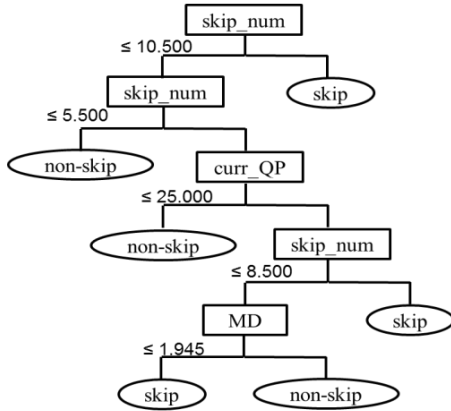 skip_num
≤ 10.500
skip_num
skip
≤ 5.500
non-skip
curr_QP
≤ 25.000
non-skip
skip_num
≤ 8.500
MD
skip
≤ 1.945
skip
non-skip